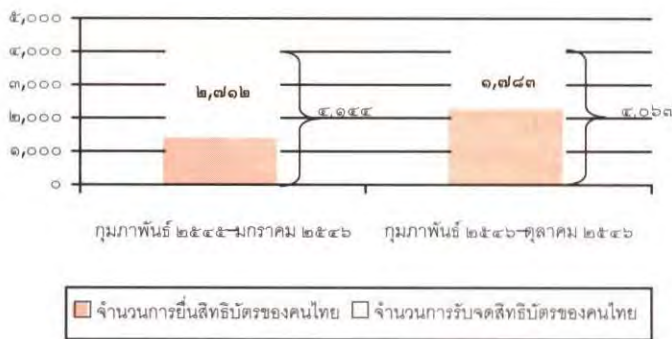 ๕,๐๐๐
๔,๐๐๐
๓,๐๐๐
๒,๐๐๐
๑,๐๐๐
๐
๒,๗๑๒
๔,๑๔๔
๑,๗๘๓
๔,๐๖๓
กุมภาพันธ์ ๒๕๔๕-มกราคม ๒๕๔๖
กุมภาพันธ์ ๒๕๔๖-ตุลาคม ๒๕๔๖
จำนวนการยื่นสิทธิบัตรของคนไทย
จำนวนการรับจดสิทธิบัตรของคนไทย